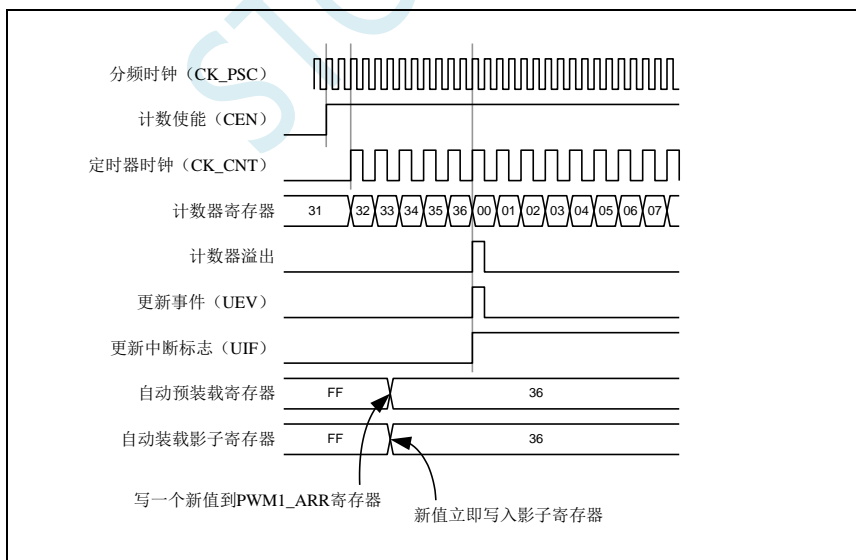 STC
分频时钟（CK_PSC）
计数使能（CEN）
定时器时钟（CK_CNT）
计数器寄存器 31 32 33 34 35 36 00 01 02 03 04 05 06 07
计数器溢出
更新事件（UEV）
更新中断标志（UIF）
自动预装载寄存器 FF 36
自动装载影子寄存器 FF 36
写一个新值到PWM1_ARR寄存器
新值立即写入影子寄存器